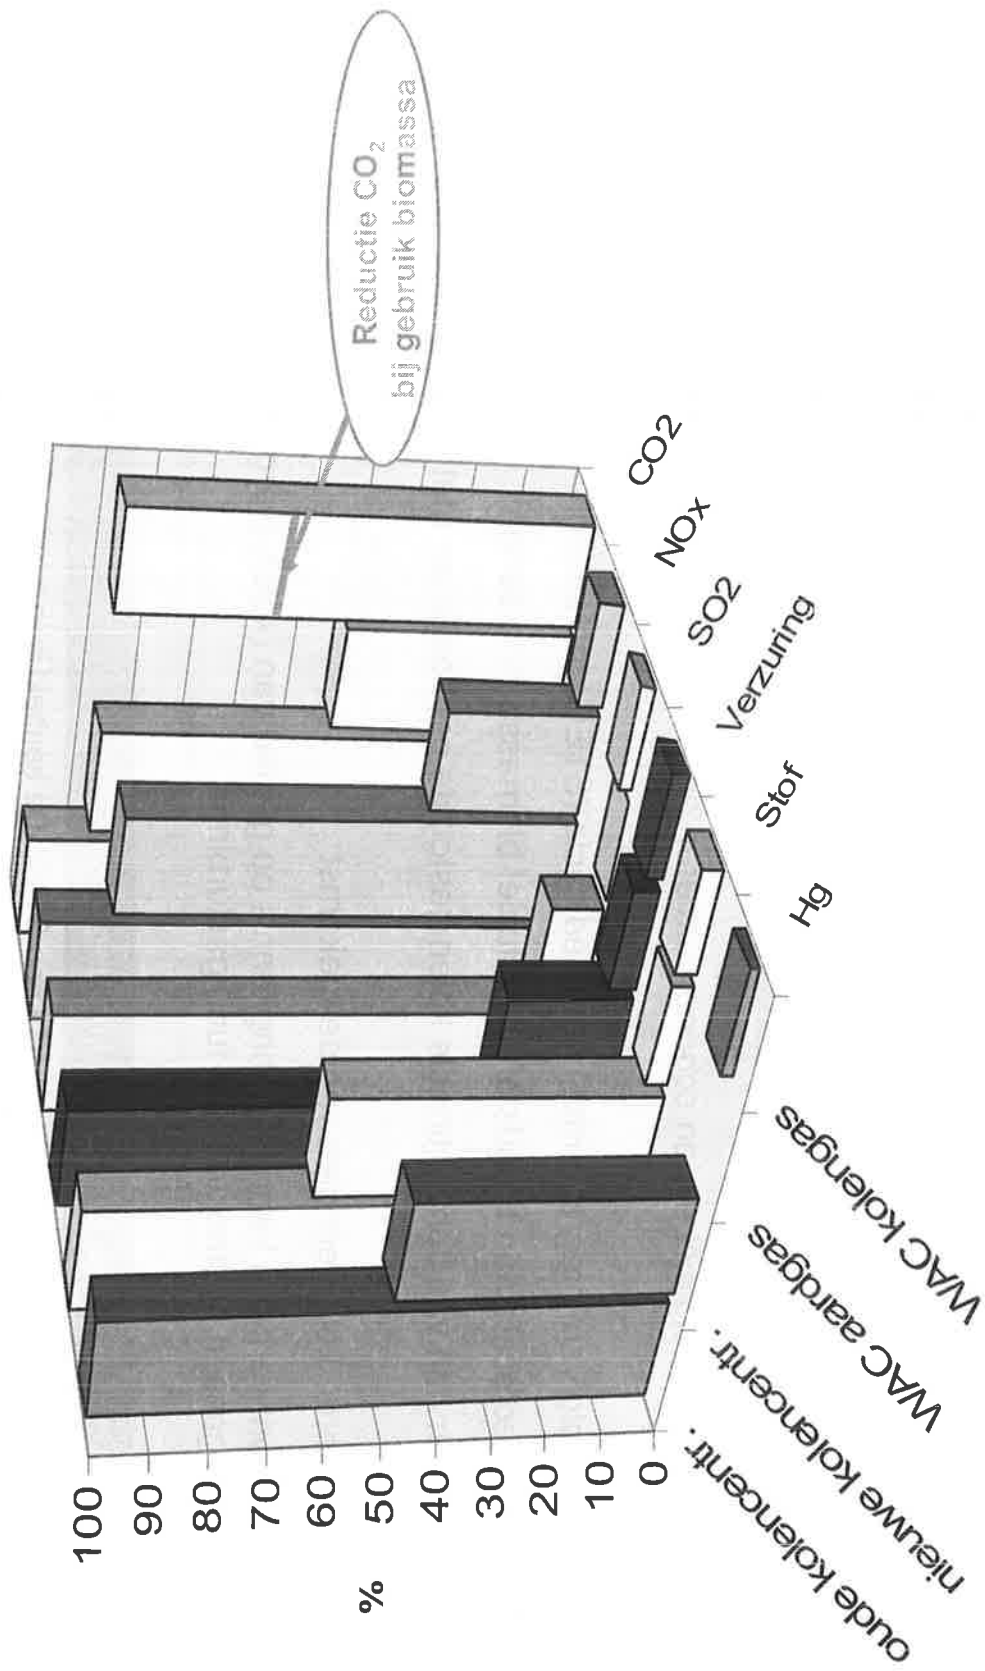 Reductie CO₂
bij gebruik biomassa
%
100
90
80
70
60
50
40
30
20
10
0
oude kolencentr.
nieuwe kolencentr.
WAC aardgas
WAC kolengas
Hg
Stof
Verzuring
SO2
NOx
CO2